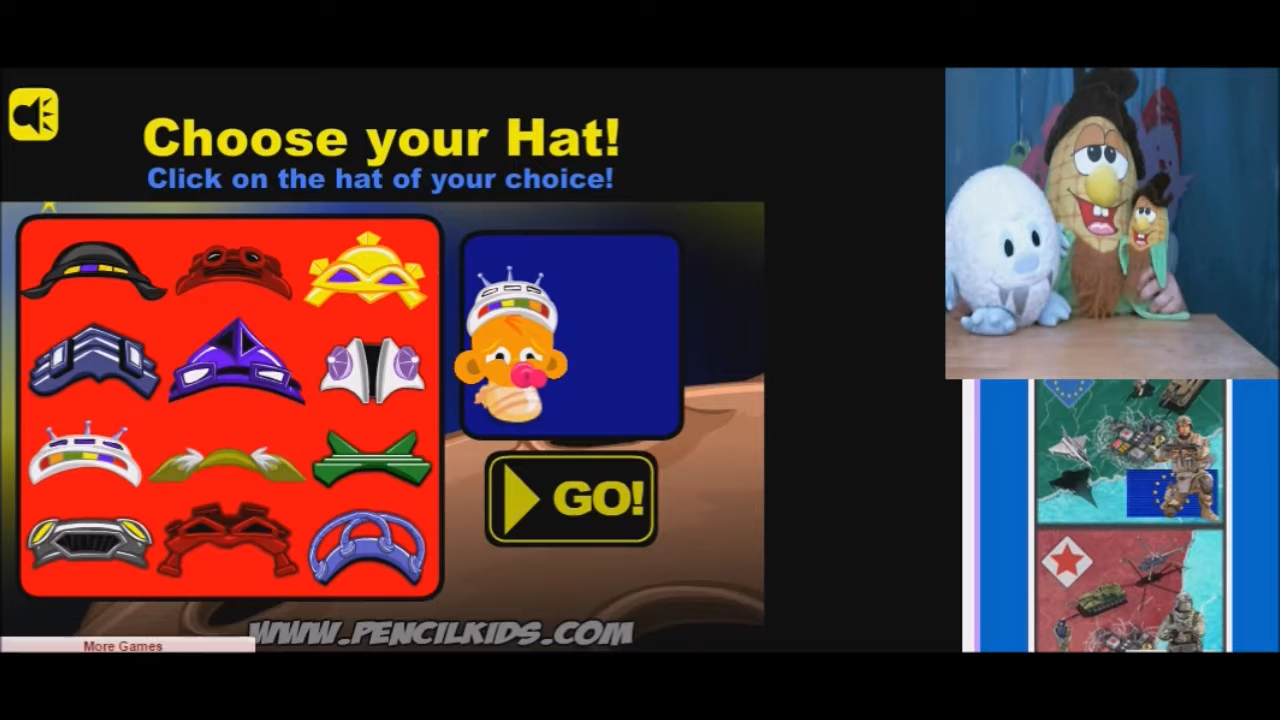 Choose your Hat!
Click on the hat of your choice!
GO!
WWW.PENCILKIDS.COM
More Games